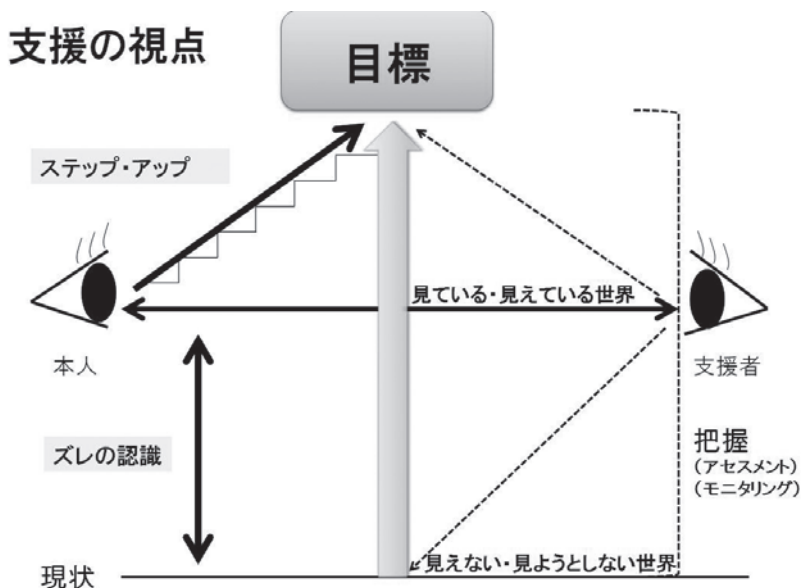 支援の視点
目標
ステップ・アップ
見ている・見えている世界
本人
支援者
ズレの認識
把握
(アセスメント)
(モニタリング)
見えない・見ようとしない世界
現状